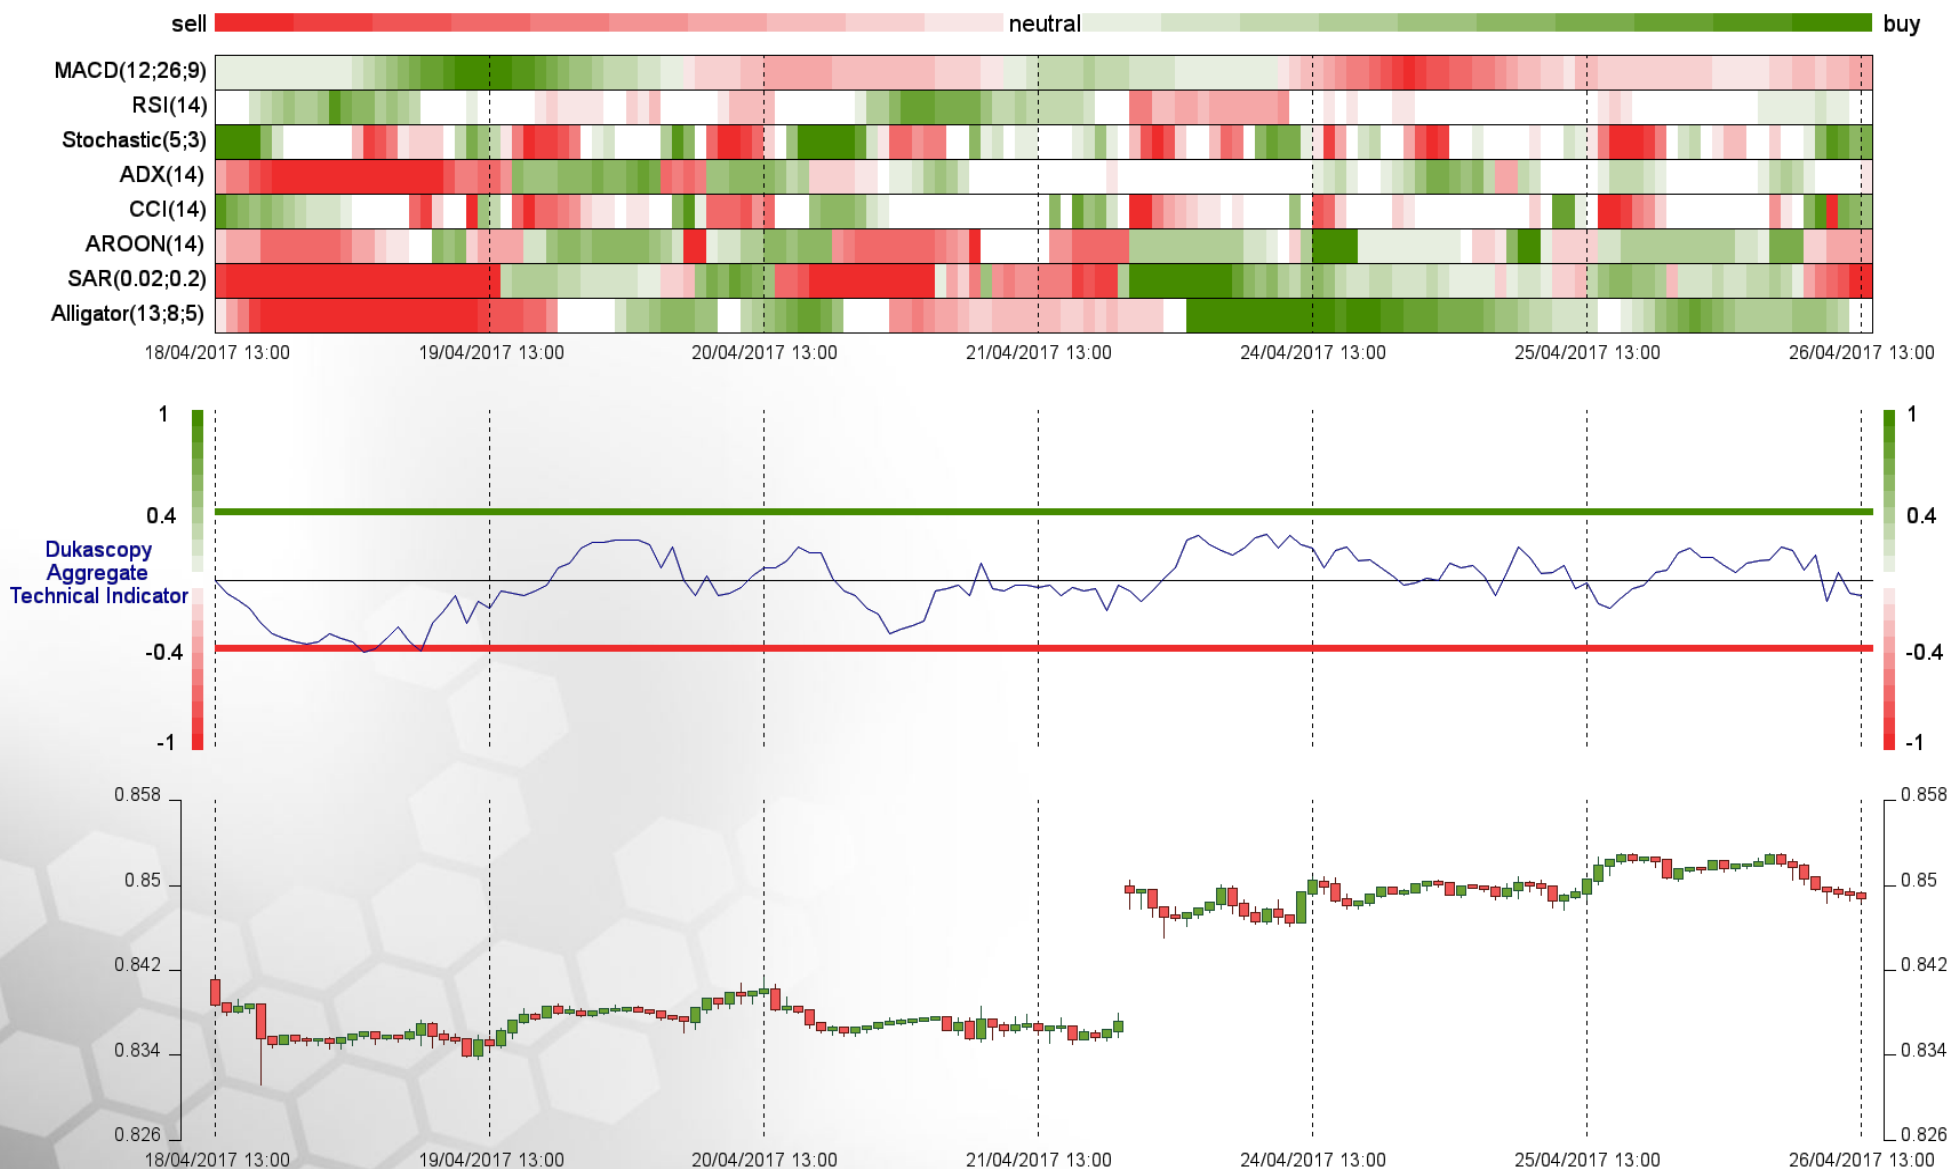 sell neutral buy
MACD(12;26;9)
RSI(14)
Stochastic(5;3)
ADX(14)
CCI(14)
AROON(14)
SAR(0.02;0.2)
Alligator(13;8;5)
18/04/2017 13:00 19/04/2017 13:00 20/04/2017 13:00 21/04/2017 13:00 24/04/2017 13:00 25/04/2017 13:00 26/04/2017 13:00
1 1
0.4 0.4
Dukascopy
Aggregate
Technical Indicator
-0.4 -0.4
-1 -1
0.858 0.858
0.85 0.85
0.842 0.842
0.834 0.834
0.826 0.826
18/04/2017 13:00 19/04/2017 13:00 20/04/2017 13:00 21/04/2017 13:00 24/04/2017 13:00 25/04/2017 13:00 26/04/2017 13:00